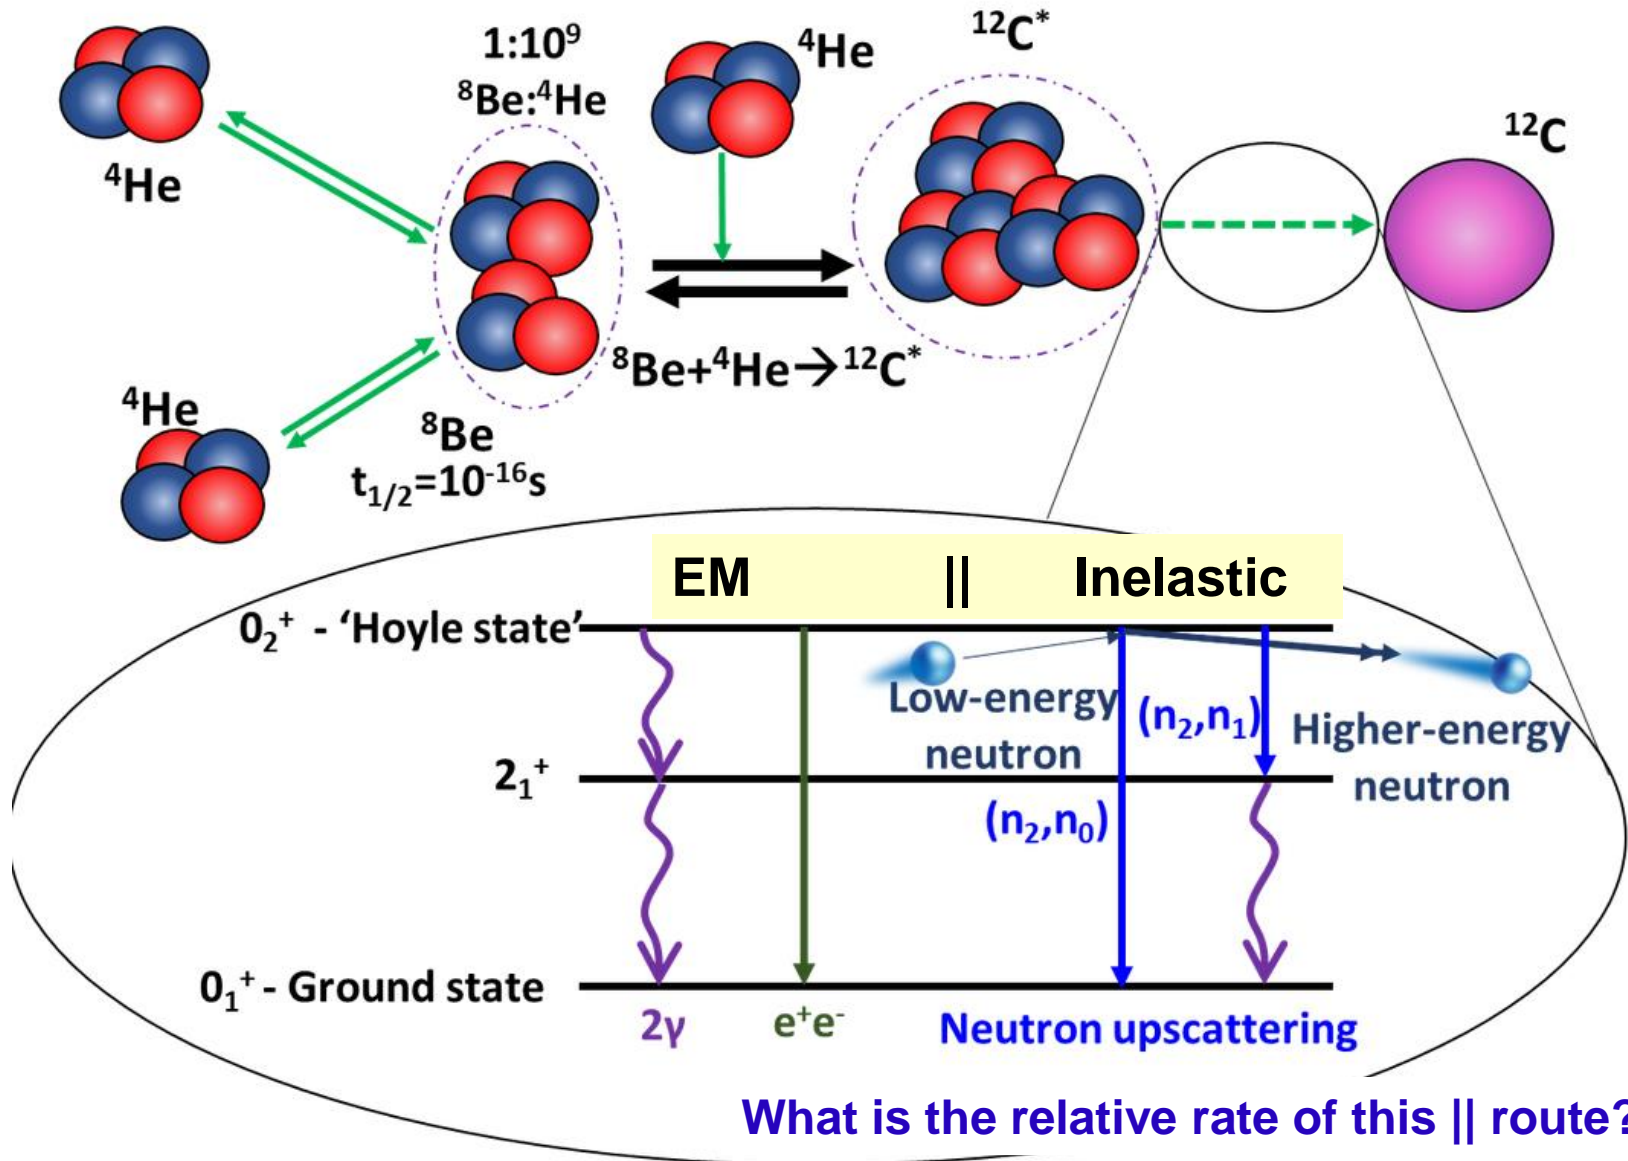 1:10⁹
⁸Be:⁴He
⁴He
¹²C*
¹²C
⁴He
⁸Be+⁴He→¹²C*
⁴He
⁸Be
t₁/₂=10⁻¹⁶s
EM || Inelastic
0₂⁺ - ‘Hoyle state’
Low-energy
neutron
(n₂,n₁)
Higher-energy
neutron
2₁⁺
(n₂,n₀)
0₁⁺ - Ground state
2γ
e⁺e⁻
Neutron upscattering
What is the relative rate of this || route?